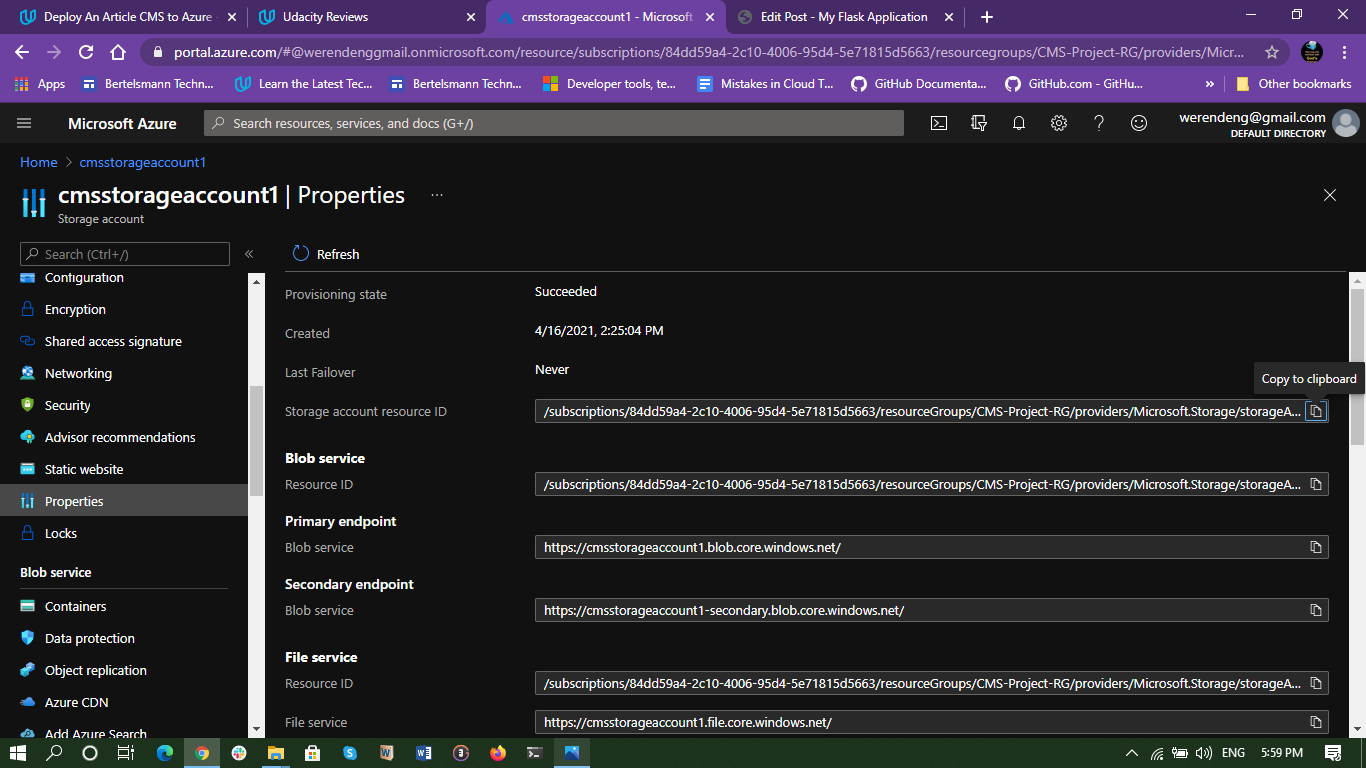 Deploy An Article CMS to Azure
Udacity Reviews
cmsstorageaccount1 - Microsoft
Edit Post - My Flask Application
portal.azure.com/#@werendenggmail.onmicrosoft.com/resource/subscriptions/84dd59a4-2c10-4006-95d4-5e71815d5663/resourcegroups/CMS-Project-RG/providers/Micr...
Apps
Bertelsmann Techn...
Learn the Latest Tec...
Bertelsmann Techn...
Developer tools, te...
Mistakes in Cloud T...
GitHub Documenta...
GitHub.com - GitHu...
»
Other bookmarks
Microsoft Azure
Search resources, services, and docs (G+/)
werendeng@gmail.com
DEFAULT DIRECTORY
Home > cmsstorageaccount1
cmsstorageaccount1 | Properties ...
Storage account
Search (Ctrl+/)
«
Refresh
Configuration
Encryption
Shared access signature
Networking
Security
Advisor recommendations
Static website
Properties
Locks
Blob service
Containers
Data protection
Object replication
Azure CDN
Add Azure Search
Provisioning state
Succeeded
Created
4/16/2021, 2:25:04 PM
Last Failover
Never
Copy to clipboard
Storage account resource ID
/subscriptions/84dd59a4-2c10-4006-95d4-5e71815d5663/resourceGroups/CMS-Project-RG/providers/Microsoft.Storage/storageA...
Blob service
Resource ID
/subscriptions/84dd59a4-2c10-4006-95d4-5e71815d5663/resourceGroups/CMS-Project-RG/providers/Microsoft.Storage/storageA...
Primary endpoint
Blob service
https://cmsstorageaccount1.blob.core.windows.net/
Secondary endpoint
Blob service
https://cmsstorageaccount1-secondary.blob.core.windows.net/
File service
Resource ID
/subscriptions/84dd59a4-2c10-4006-95d4-5e71815d5663/resourceGroups/CMS-Project-RG/providers/Microsoft.Storage/storageA...
File service
https://cmsstorageaccount1.file.core.windows.net/
ENG
5:59 PM